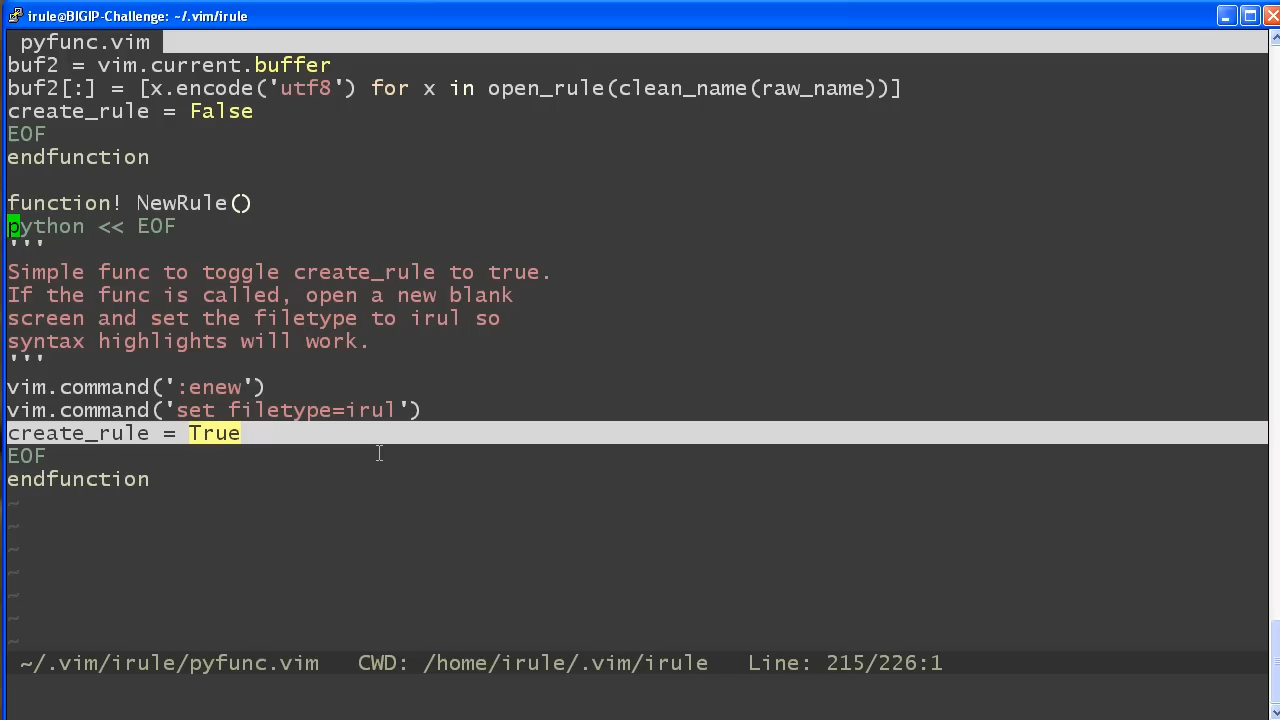 irule@BIGIP-Challenge: ~/.vim/irule
pyfunc.vim
buf2 = vim.current.buffer
buf2[:] = [x.encode('utf8') for x in open_rule(clean_name(raw_name))]
create_rule = False
EOF
endfunction
function! NewRule()
python << EOF
'''
Simple func to toggle create_rule to true.
If the func is called, open a new blank
screen and set the filetype to irul so
syntax highlights will work.
'''
vim.command(':enew')
vim.command('set filetype=irul')
create_rule = True
EOF
endfunction
~
~
~
~
~
~
~
~/.vim/irule/pyfunc.vim   CWD: /home/irule/.vim/irule   Line: 215/226:1